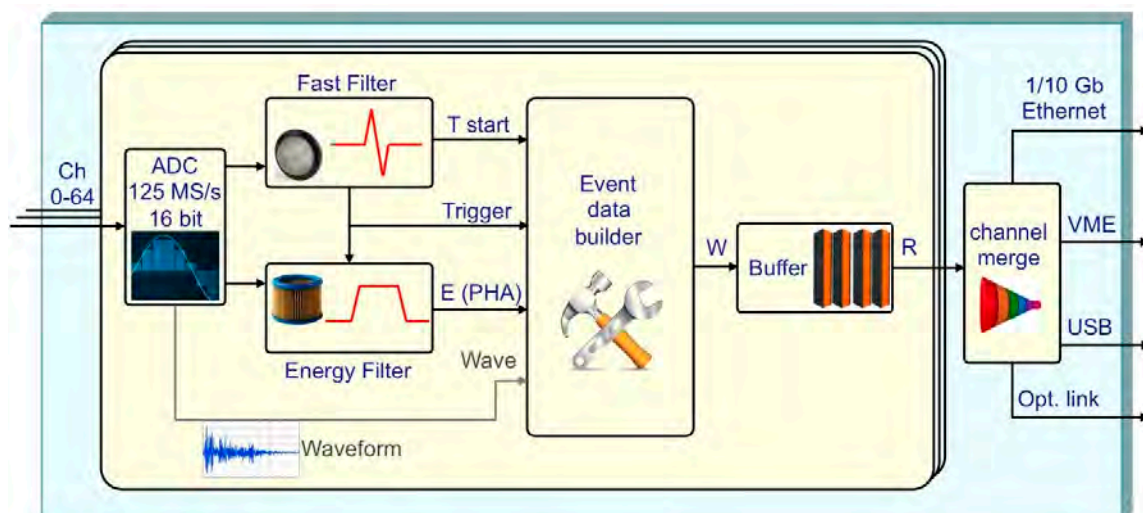 Fast Filter
1/10 Gb
Ethernet
T start
Ch
0-64
ADC
125 MS/s
16 bit
Event
data
builder
Trigger
channel
merge
VME
W
Buffer
R
E (PHA)
USB
Wave
Energy Filter
Opt. link
Waveform